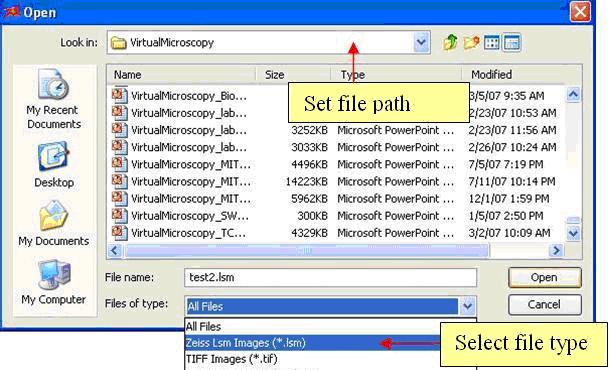 Open
Look in: VirtualMicroscopy
Name Size Type Modified
VirtualMicroscopy_Bio... 3/5/07 9:35 AM
VirtualMicroscopy_lab... 2/23/07 10:53 AM
VirtualMicroscopy_lab... 3252KB Microsoft PowerPoint ... 2/23/07 11:56 AM
VirtualMicroscopy_lab... 3033KB Microsoft PowerPoint ... 2/26/07 10:24 AM
VirtualMicroscopy_MIT... 4496KB Microsoft PowerPoint ... 7/5/07 7:19 PM
VirtualMicroscopy_MIT... 14223KB Microsoft PowerPoint ... 7/11/07 10:14 PM
VirtualMicroscopy_MIT... 5962KB Microsoft PowerPoint ... 12/1/07 1:59 PM
VirtualMicroscopy_SW... 300KB Microsoft PowerPoint ... 1/5/07 2:50 PM
VirtualMicroscopy_TC... 4329KB Microsoft PowerPoint ... 3/2/07 10:09 AM
Set file path
My Recent
Documents
Desktop
My Documents
My Computer
File name: test2.lsm Open
Files of type: All Files Cancel
All Files
Zeiss Lsm Images (*.lsm)
TIFF Images (*.tif)
Select file type